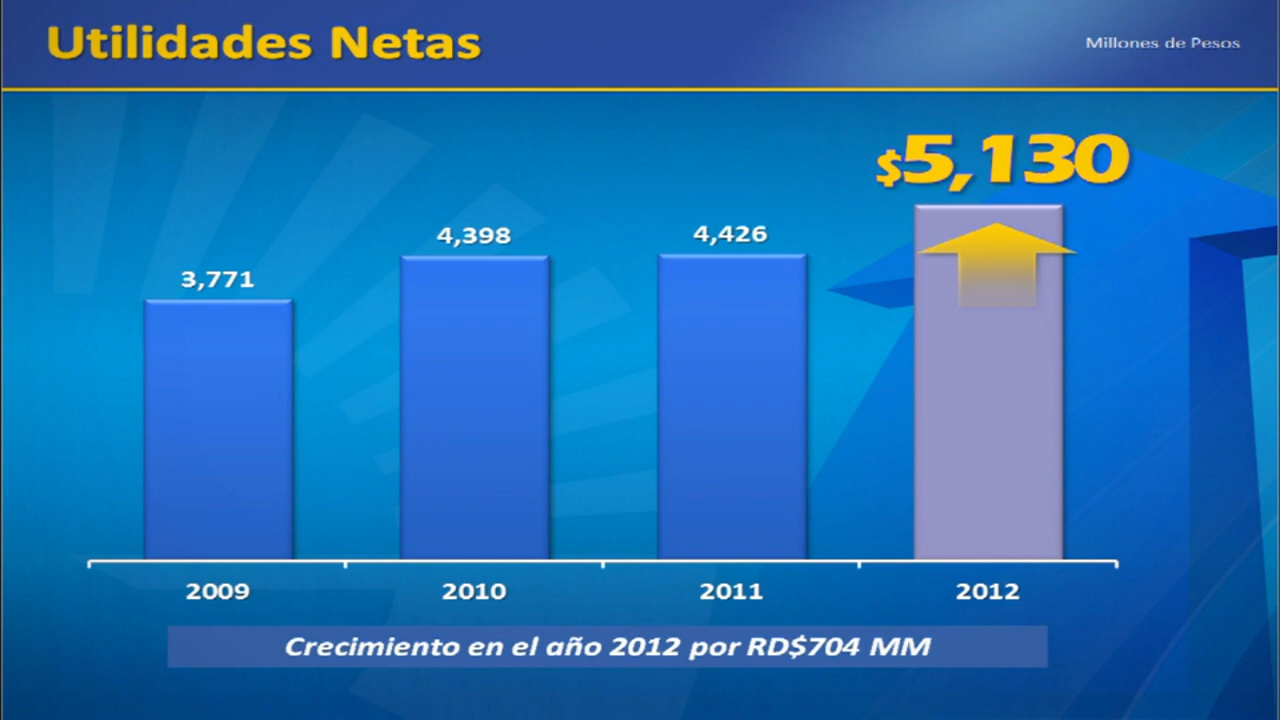 Utilidades Netas
Millones de Pesos
$5,130
4,398
4,426
3,771
2009
2010
2011
2012
Crecimiento en el año 2012 por RD$704 MM